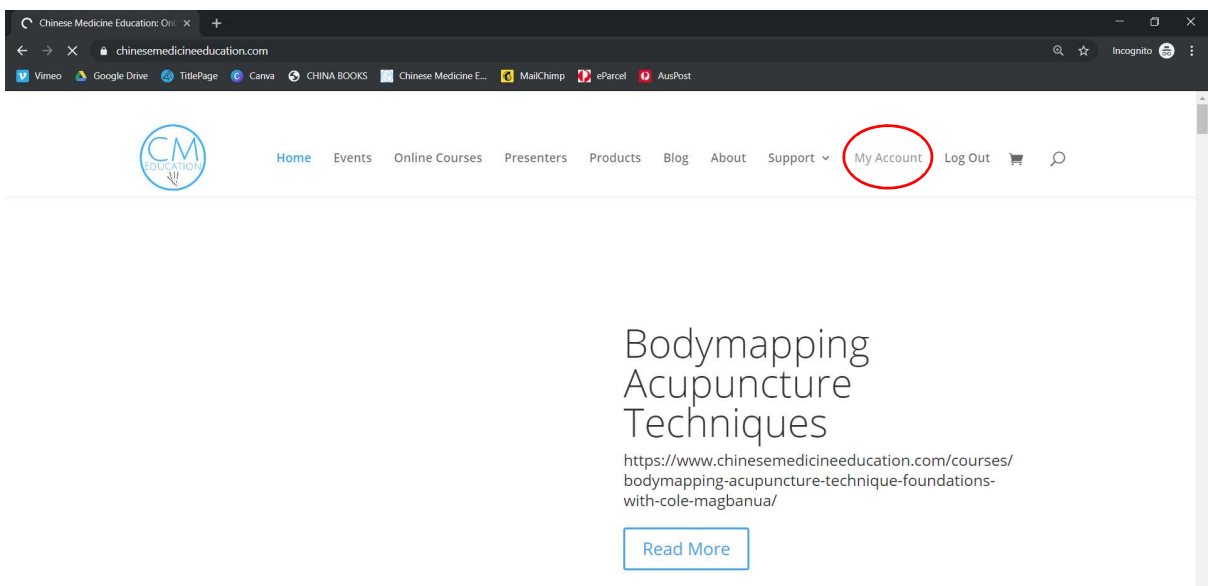 Chinese Medicine Education: Onl
chinesemedicineeducation.com
Incognito
Vimeo Google Drive TitlePage Canva CHINA BOOKS Chinese Medicine E... MailChimp eParcel AusPost
CM
EDUCATION
Home Events Online Courses Presenters Products Blog About Support My Account Log Out
Bodymapping
Acupuncture
Techniques
https://www.chinesemedicineeducation.com/courses/
bodymapping-acupuncture-technique-foundations-
with-cole-magbanua/
Read More